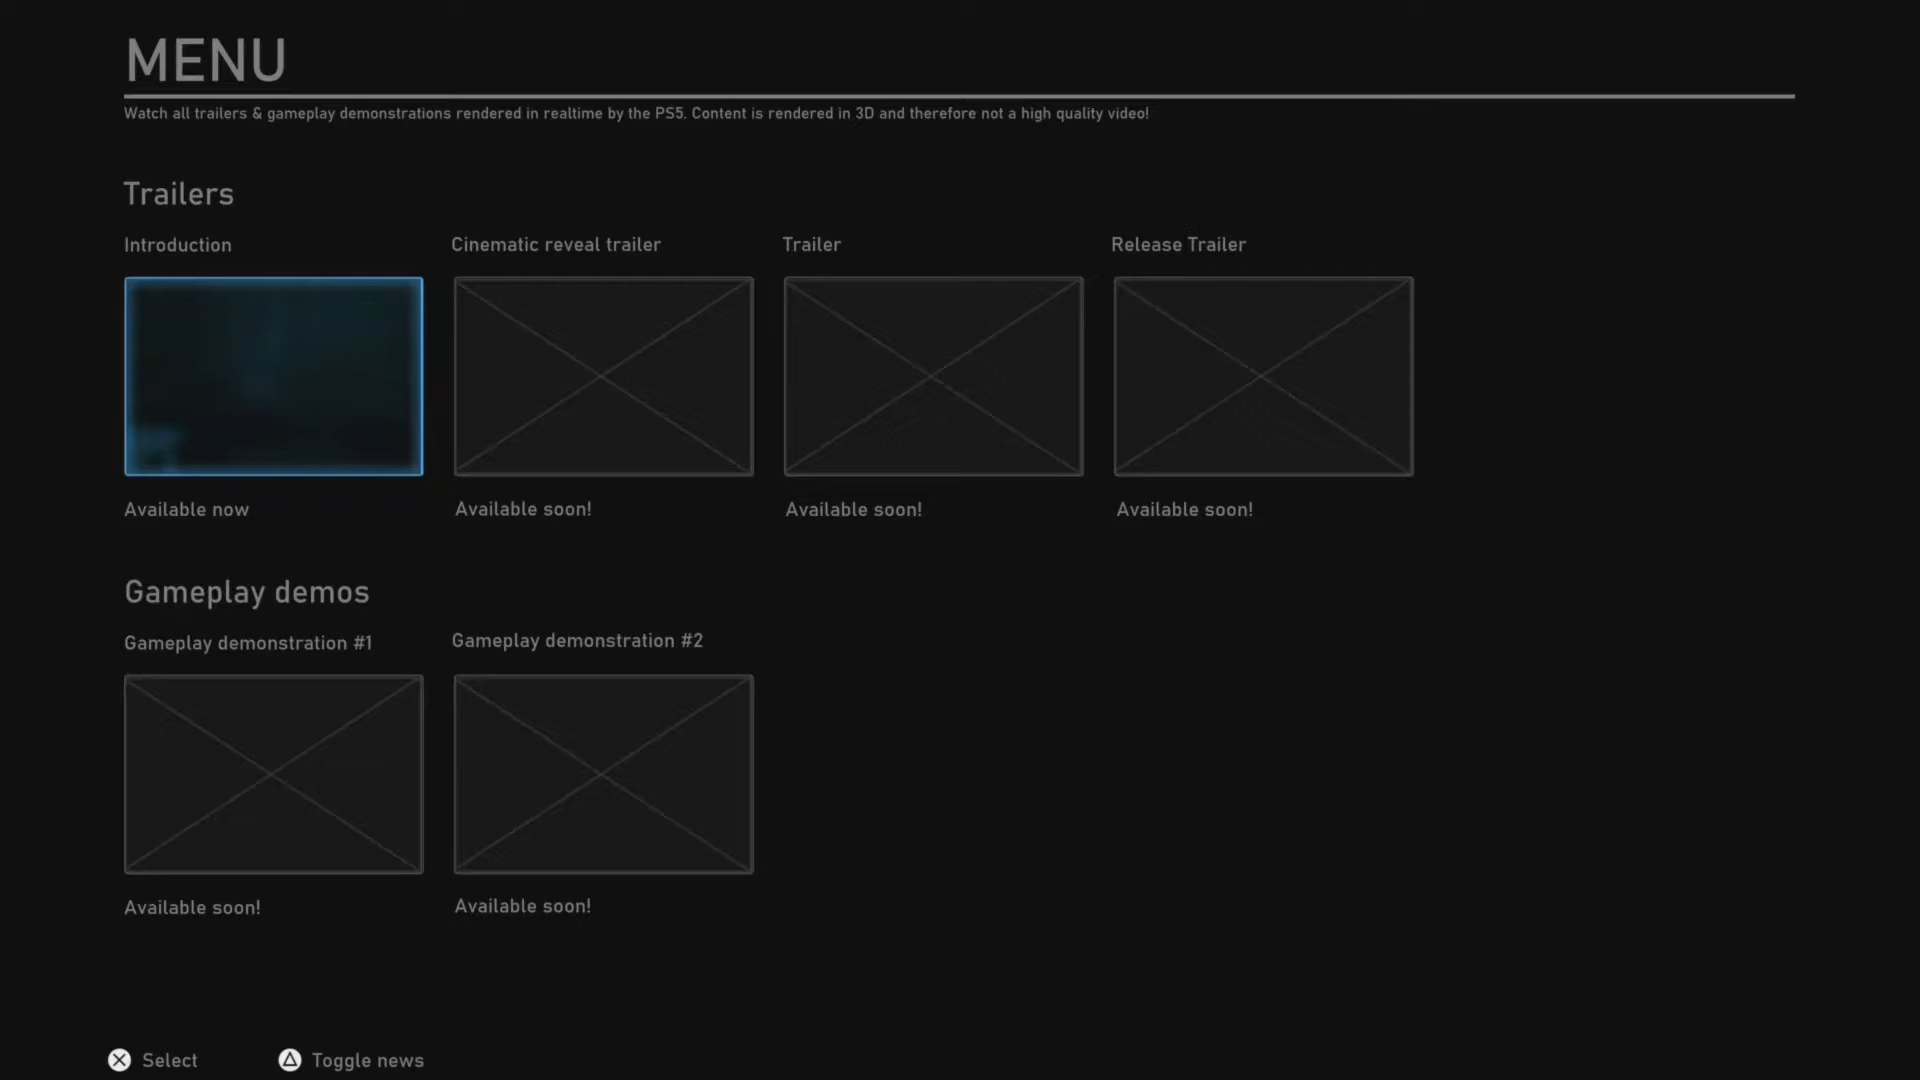 MENU
Watch all trailers & gameplay demonstrations rendered in realtime by the PS5. Content is rendered in 3D and therefore not a high quality video!
Trailers
Introduction
Cinematic reveal trailer
Trailer
Release Trailer
Available now
Available soon!
Available soon!
Available soon!
Gameplay demos
Gameplay demonstration #1
Gameplay demonstration #2
Available soon!
Available soon!
Select
Toggle news